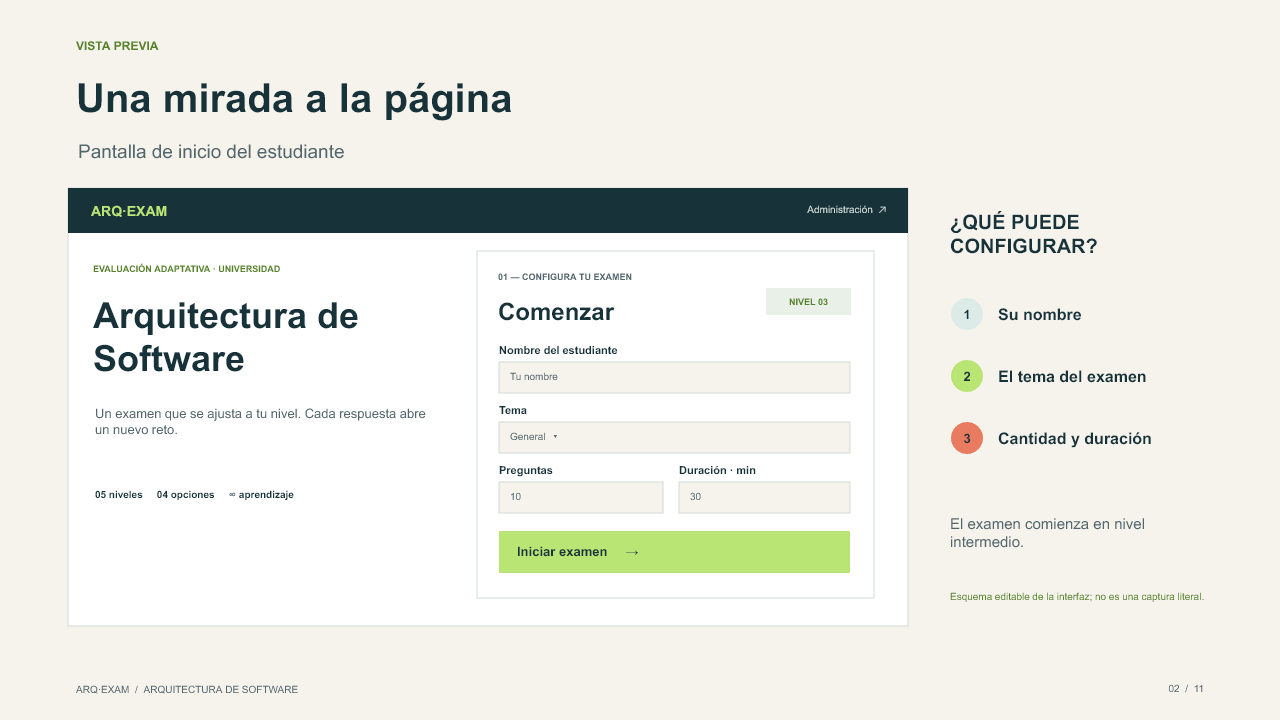 VISTA PREVIA
Una mirada a la página
Pantalla de inicio del estudiante
ARQ·EXAM
Administración ↗
EVALUACIÓN ADAPTATIVA · UNIVERSIDAD
Arquitectura de
Software
Un examen que se ajusta a tu nivel. Cada respuesta abre
un nuevo reto.
05 niveles 04 opciones ∞ aprendizaje
01 — CONFIGURA TU EXAMEN
Comenzar
NIVEL 03
Nombre del estudiante
Tu nombre
Tema
General ▾
Preguntas Duración · min
10 30
Iniciar examen →
¿QUÉ PUEDE
CONFIGURAR?
1 Su nombre
2 El tema del examen
3 Cantidad y duración
El examen comienza en nivel
intermedio.
Esquema editable de la interfaz; no es una captura literal.
ARQ·EXAM / ARQUITECTURA DE SOFTWARE
02 / 11